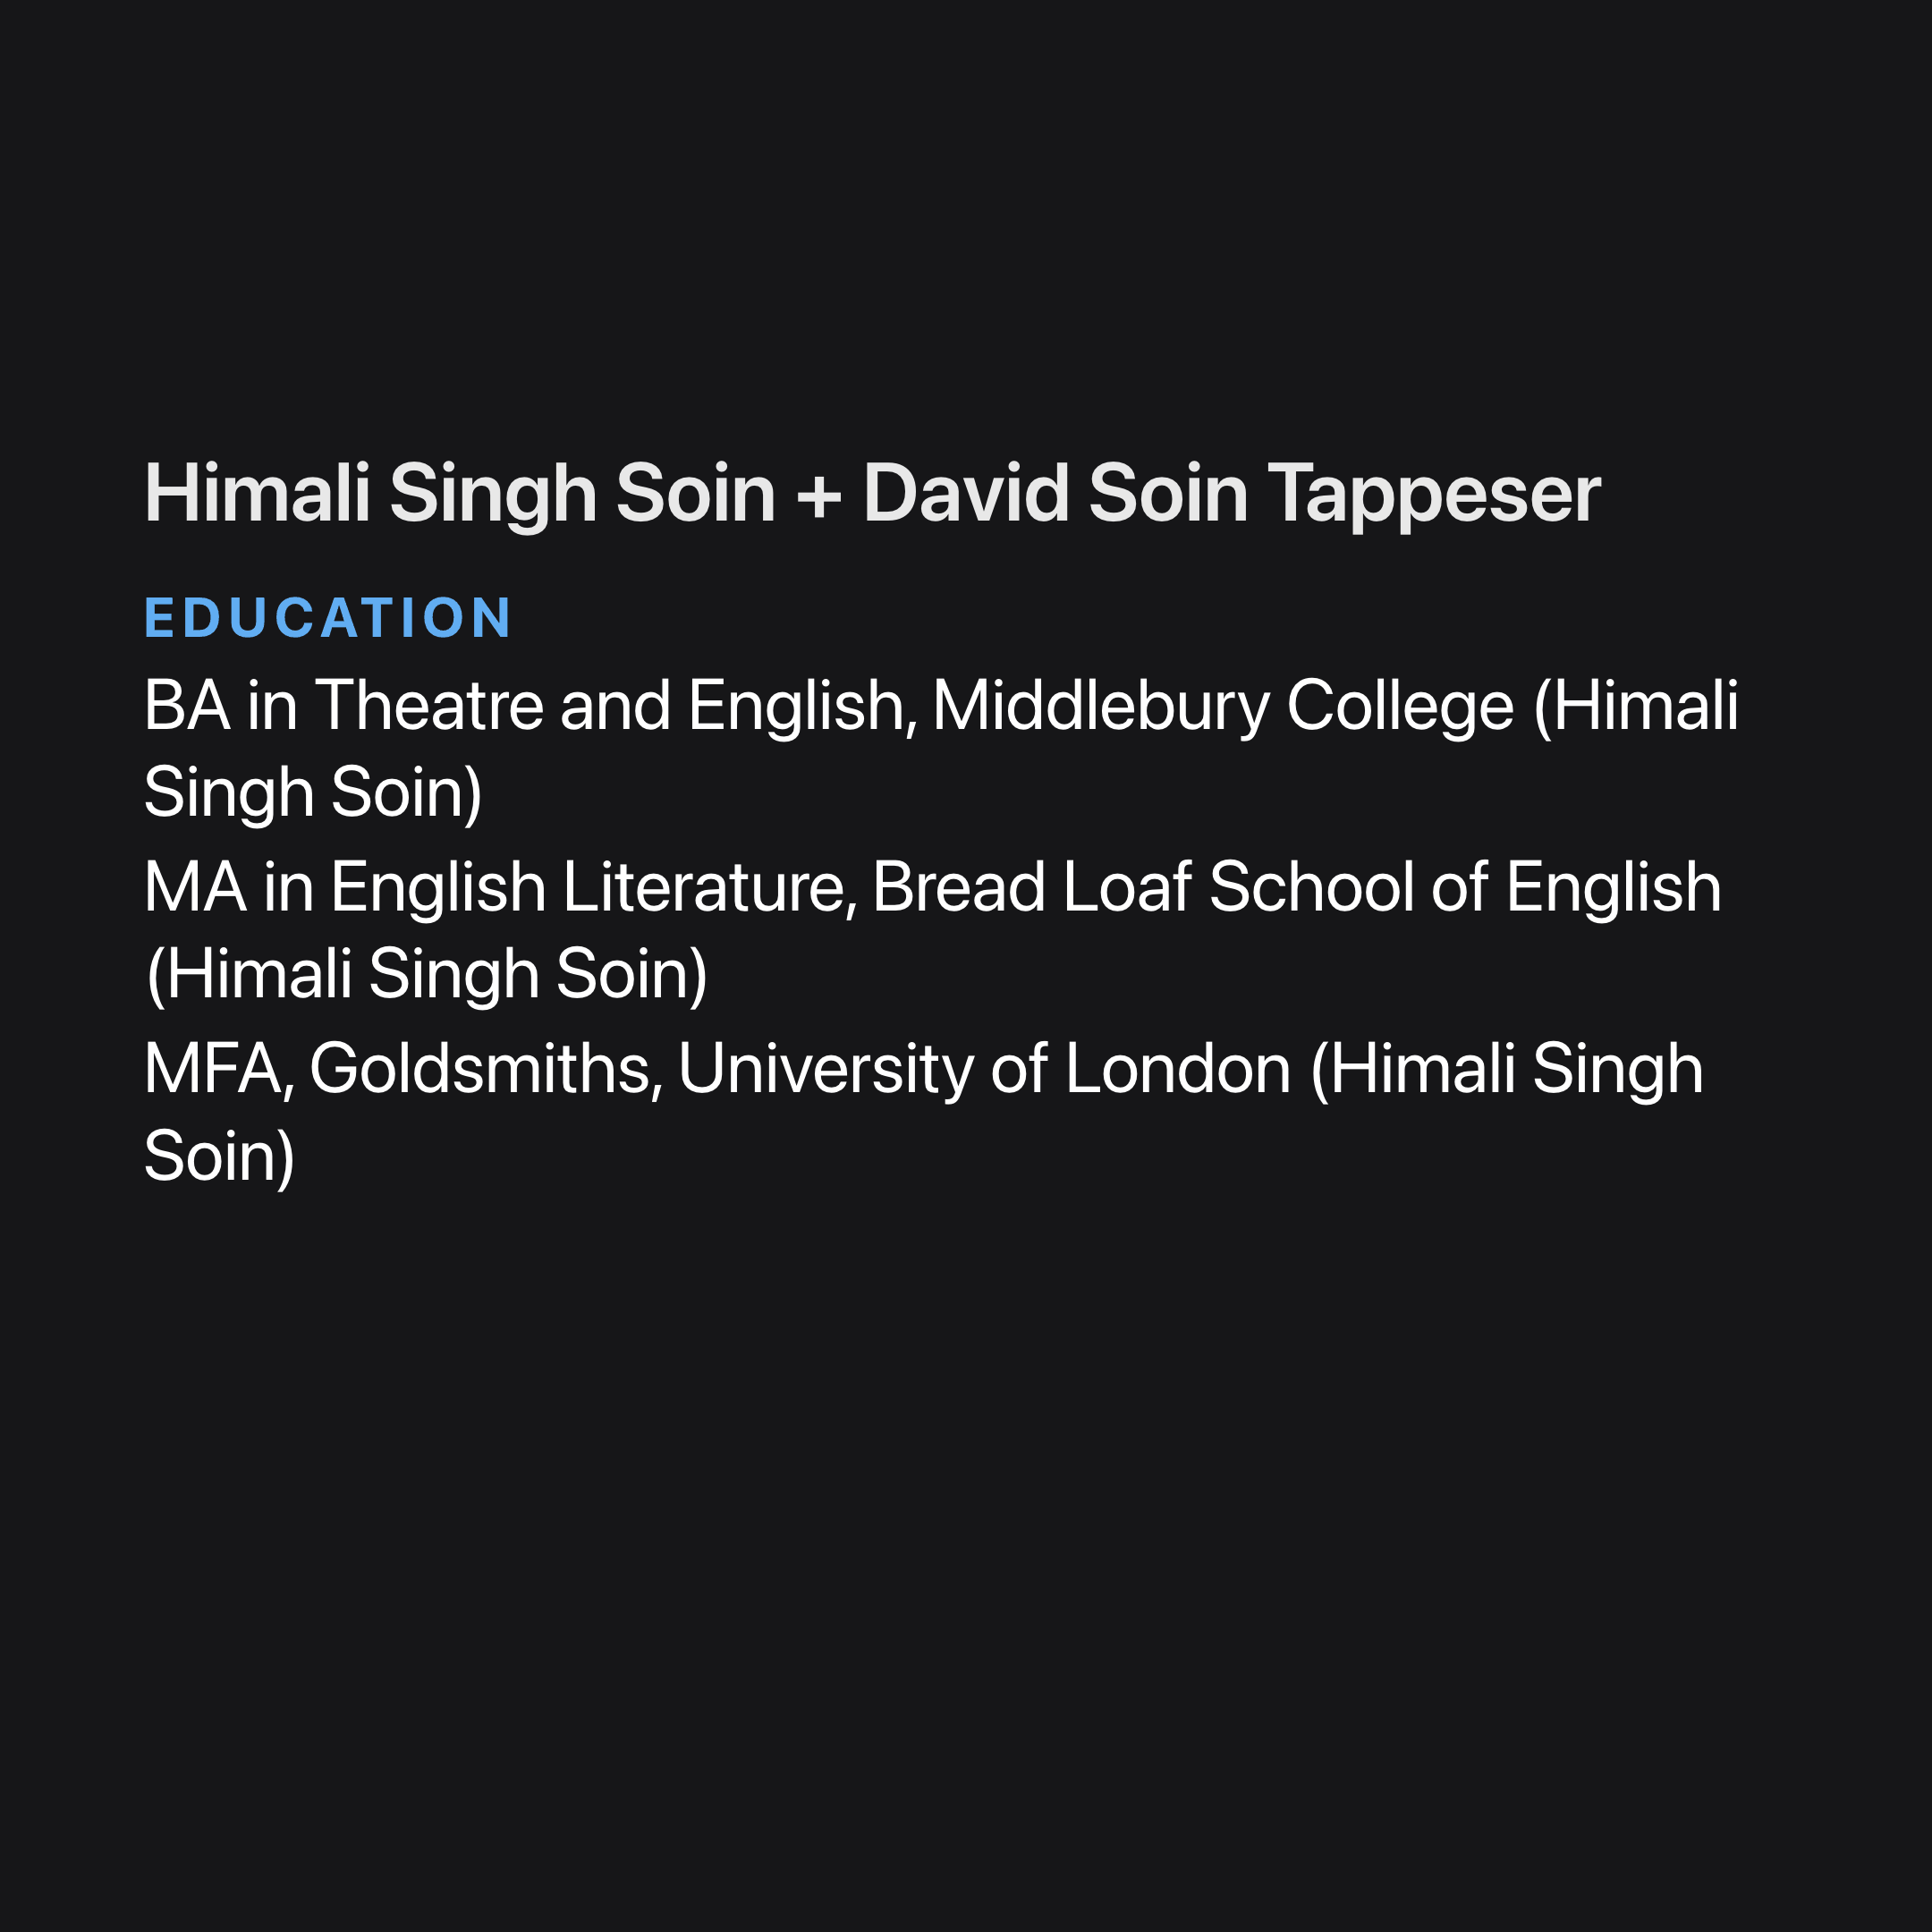 Himali Singh Soin + David Soin Tappeser
EDUCATION
BA in Theatre and English, Middlebury College (Himali
Singh Soin)
MA in English Literature, Bread Loaf School of English
(Himali Singh Soin)
MFA, Goldsmiths, University of London (Himali Singh
Soin)